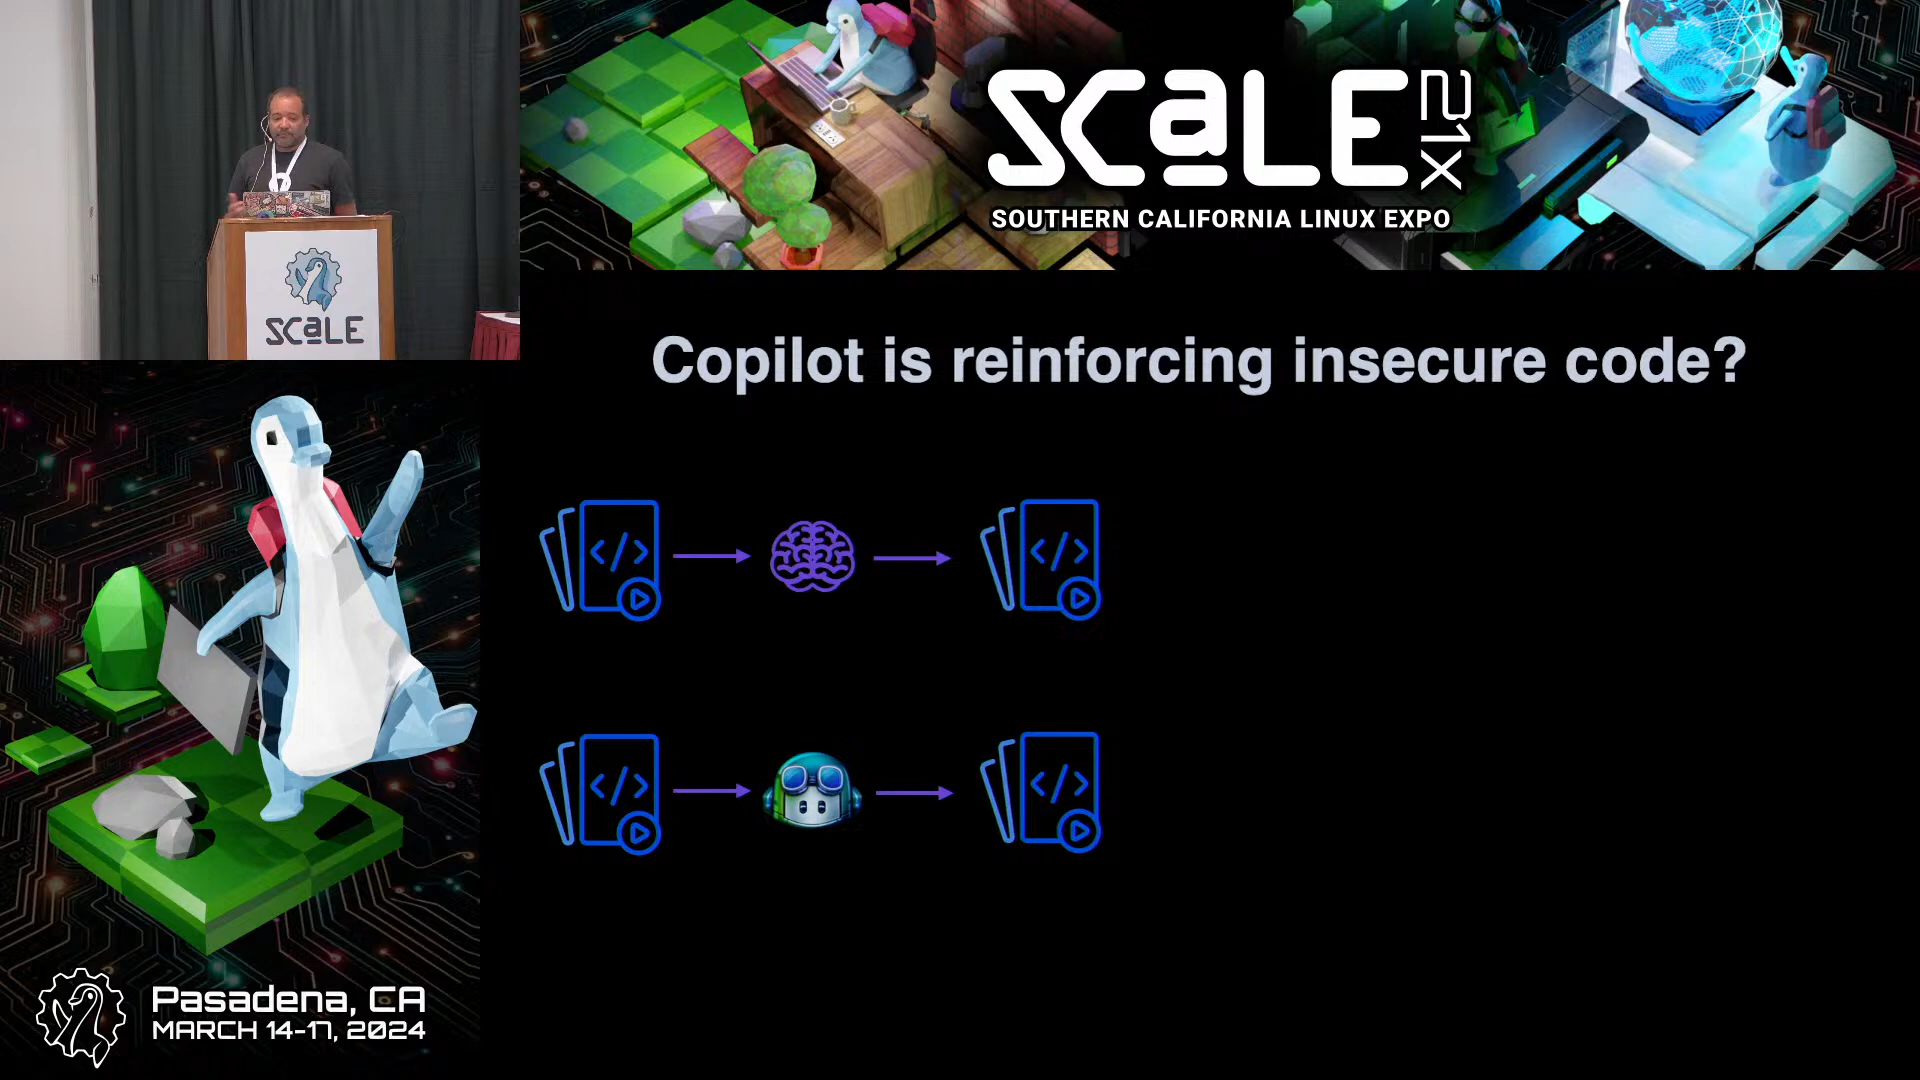 SCaLE
SCaLE 21X
SOUTHERN CALIFORNIA LINUX EXPO
Copilot is reinforcing insecure code?
</>
</>
</>
</>
Pasadena, CA
MARCH 14-17, 2024